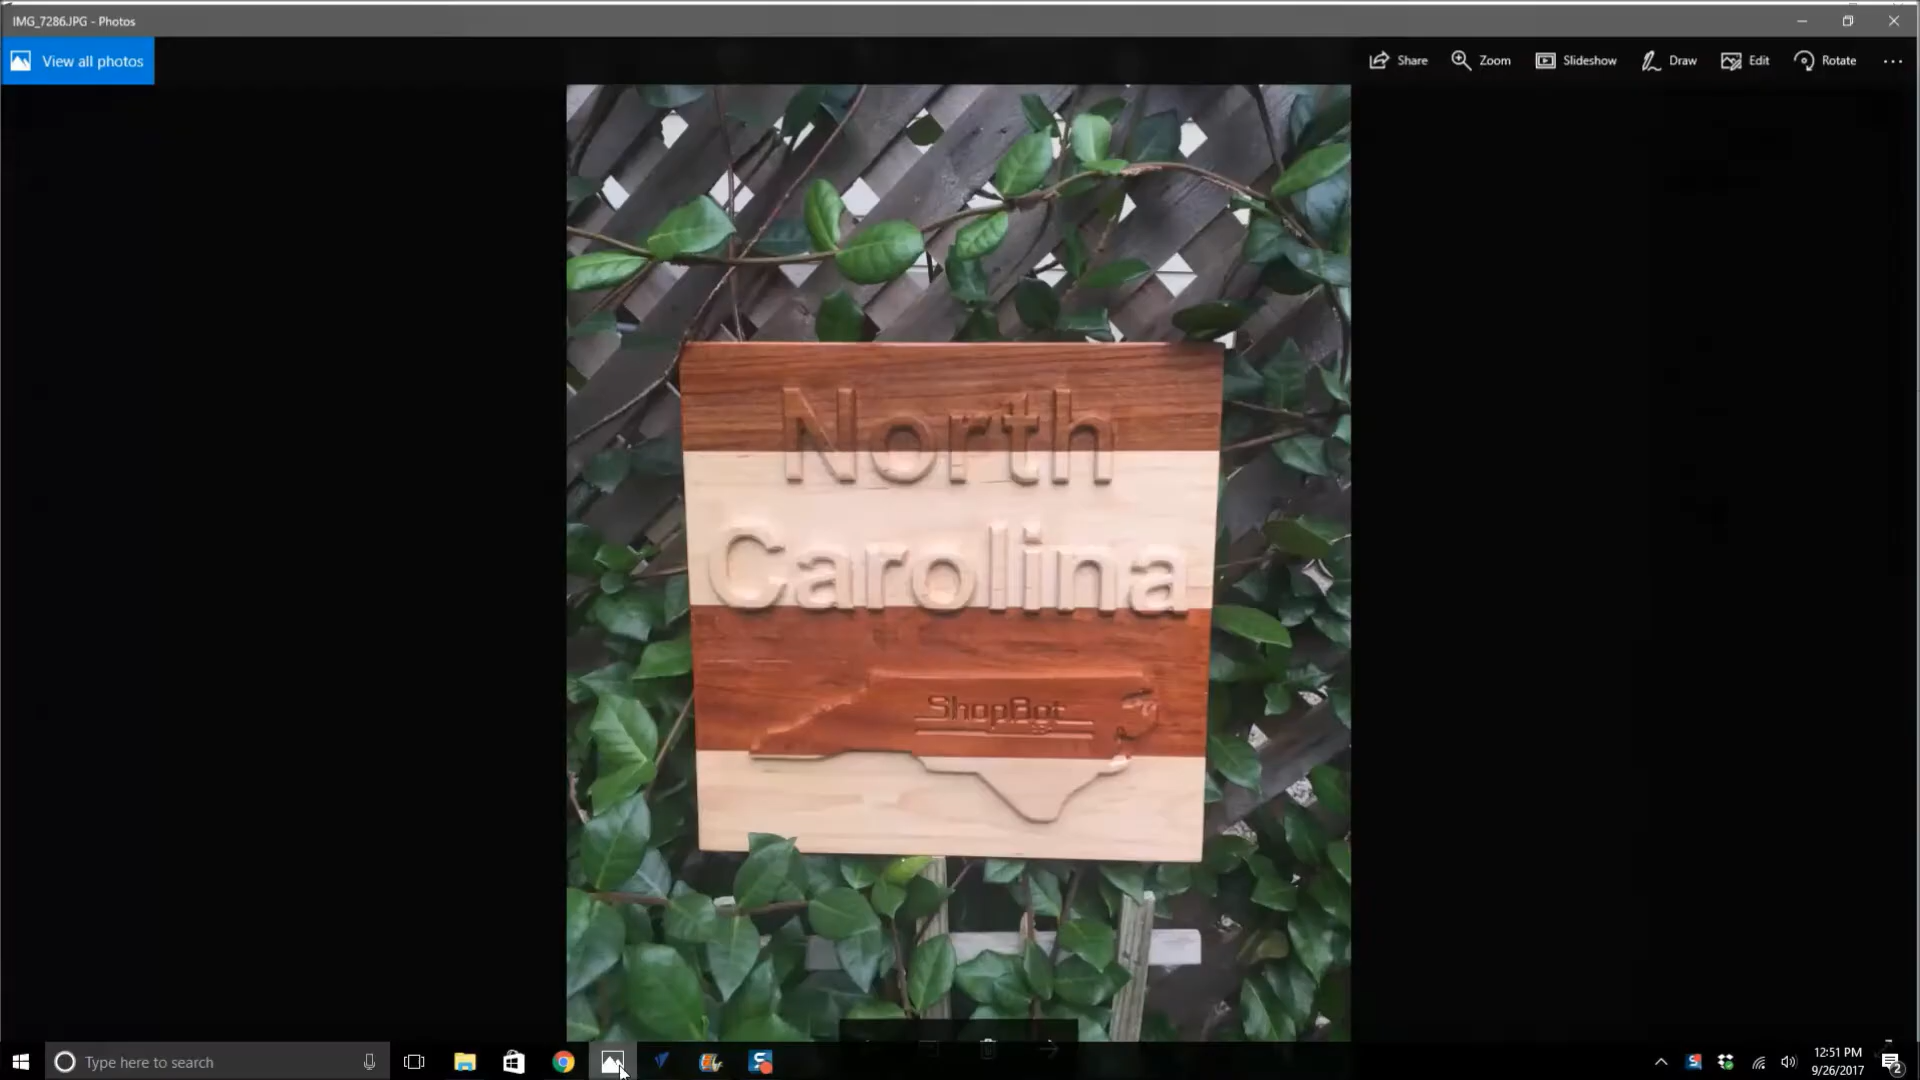 IMG_7286.JPG - Photos
View all photos
Share
Zoom
Slideshow
Draw
Edit
Rotate
North
Carolina
ShopBot
Type here to search
12:51 PM
9/26/2017
2